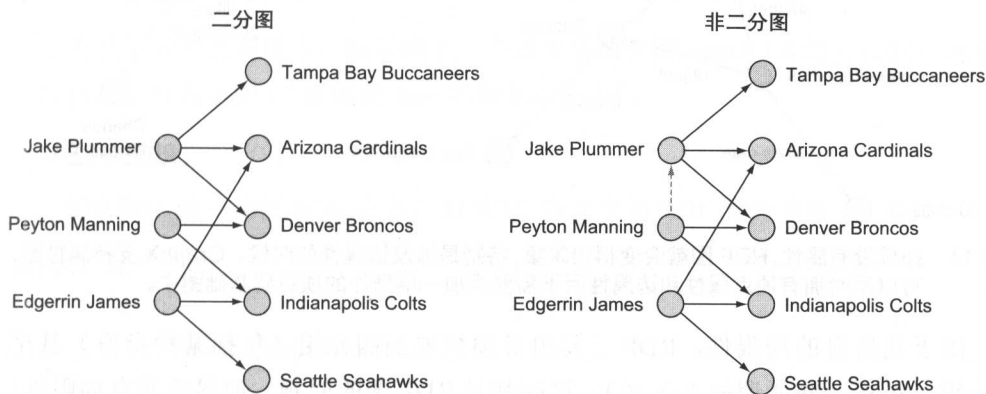 二分图
Tampa Bay Buccaneers
Jake Plummer
Arizona Cardinals
Peyton Manning
Denver Broncos
Edgerrin James
Indianapolis Colts
Seattle Seahawks
非二分图
Tampa Bay Buccaneers
Jake Plummer
Arizona Cardinals
Peyton Manning
Denver Broncos
Edgerrin James
Indianapolis Colts
Seattle Seahawks